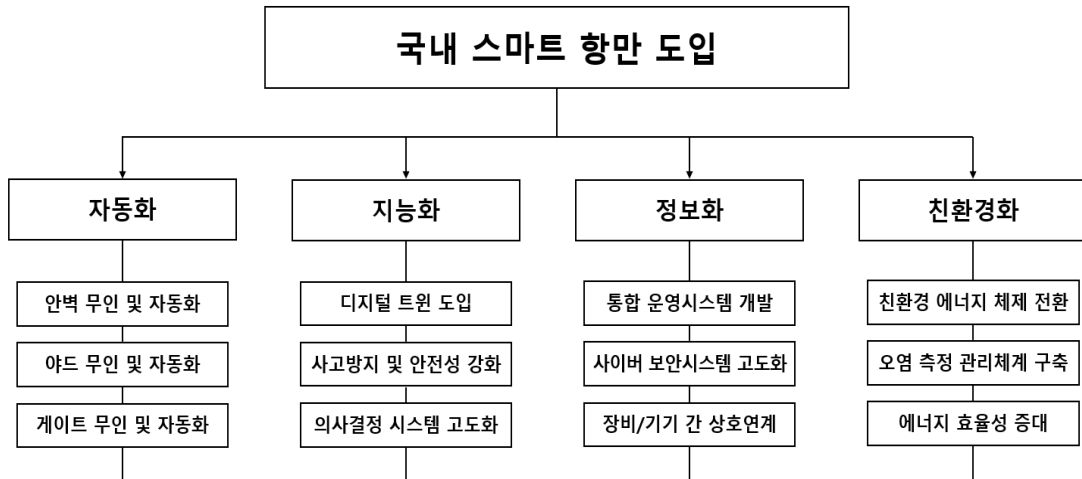 국내 스마트 항만 도입
자동화
지능화
정보화
친환경화
안벽 무인 및 자동화
디지털 트윈 도입
통합 운영시스템 개발
친환경 에너지 체제 전환
야드 무인 및 자동화
사고방지 및 안전성 강화
사이버 보안시스템 고도화
오염 측정 관리체계 구축
게이트 무인 및 자동화
의사결정 시스템 고도화
장비/기기 간 상호연계
에너지 효율성 증대